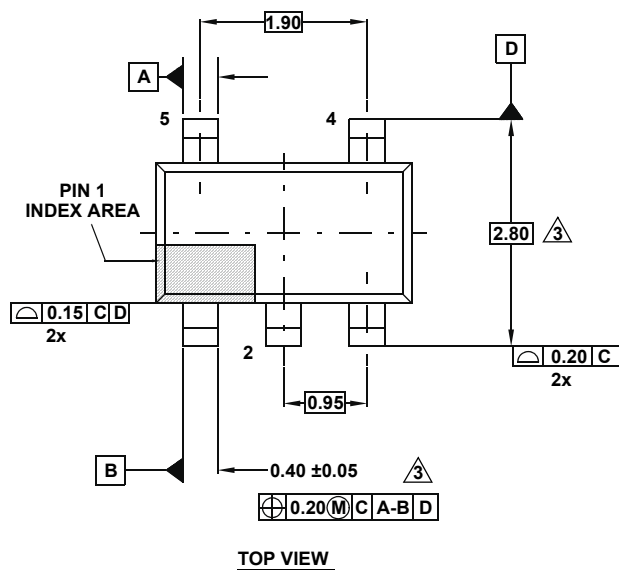 1.90
D
A
5
4
PIN 1
INDEX AREA
2.80
3
0.15 C D
2x
2
0.20 C
2x
0.95
B
0.40 ±0.05
3
0.20 M C A-B D
TOP VIEW